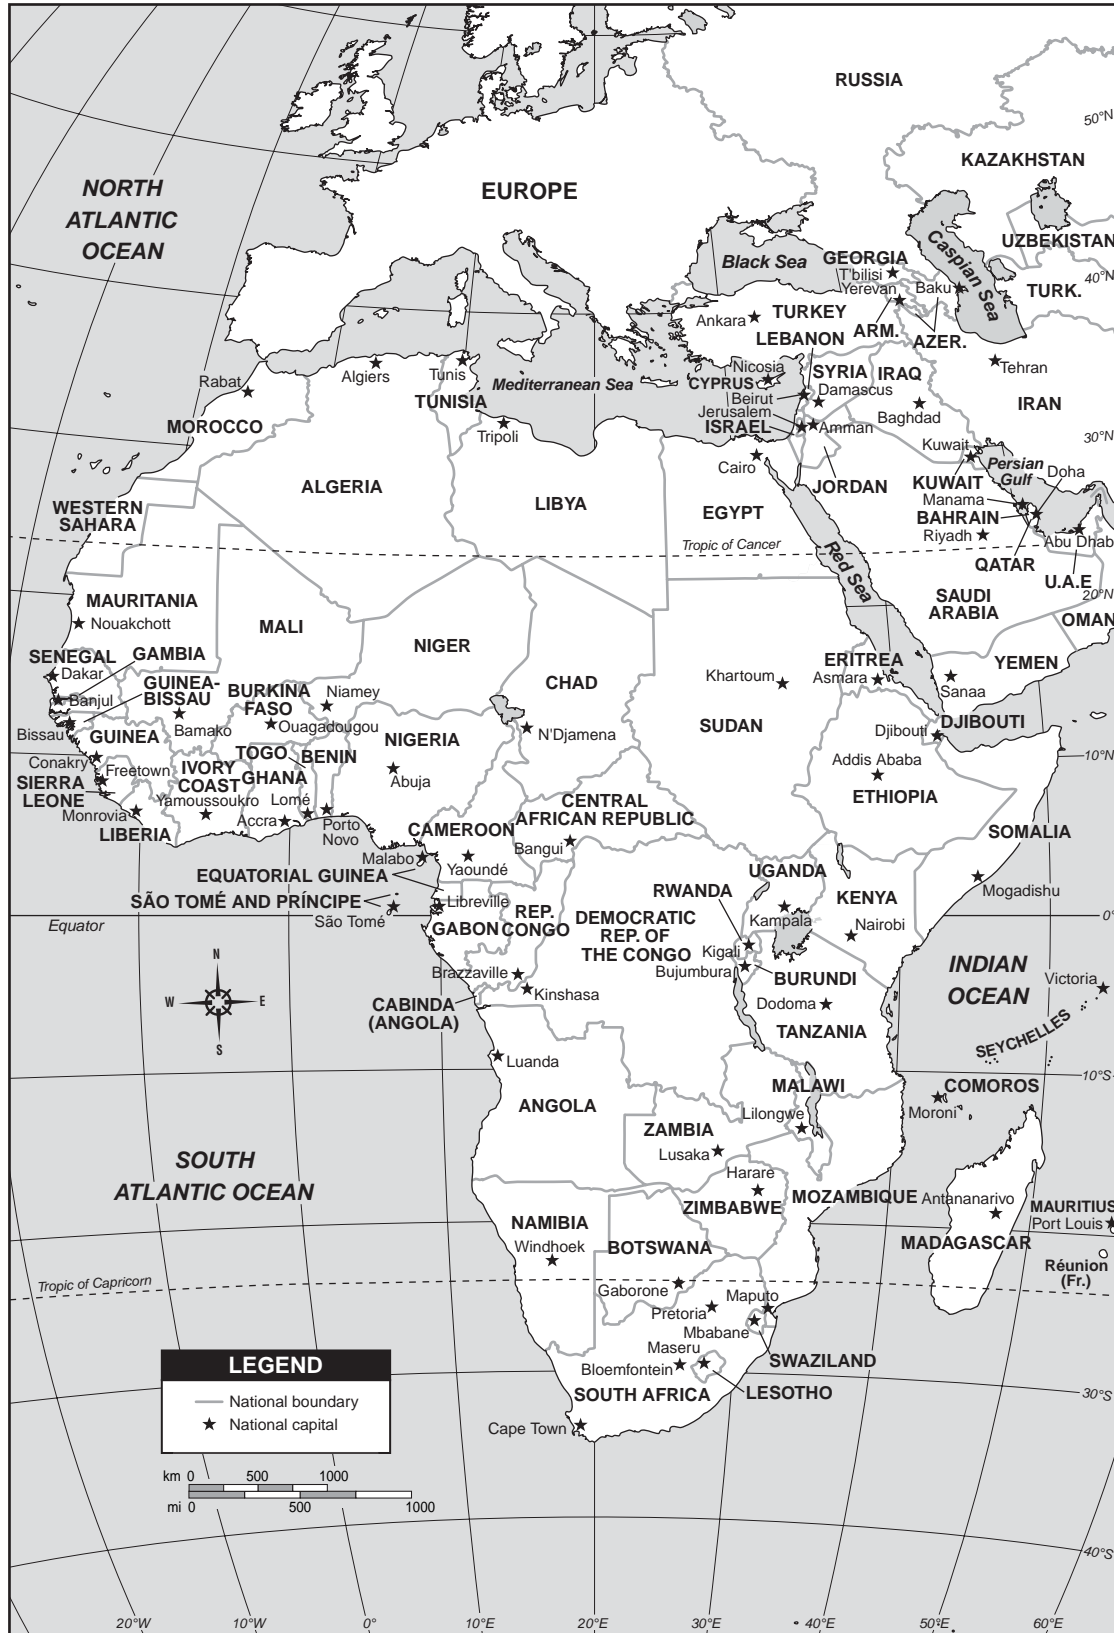 RUSSIA
50°N
KAZAKHSTAN
NORTH
ATLANTIC
OCEAN
EUROPE
Caspian Sea
UZBEKISTAN
Black Sea
GEORGIA
T'bilisi
40°N
Yerevan
Baku
TURK.
Ankara
TURKEY
ARM.
AZER.
LEBANON
Rabat
Algiers
Tunis
Mediterranean Sea
Nicosia
CYPRUS
SYRIA
IRAQ
Tehran
Beirut
Damascus
TUNISIA
Jerusalem
Baghdad
IRAN
MOROCCO
Tripoli
ISRAEL
Amman
30°N
Cairo
Kuwait
Persian
Gulf
Doha
ALGERIA
JORDAN
KUWAIT
WESTERN
SAHARA
LIBYA
EGYPT
Manama
BAHRAIN
Riyadh
Abu Dhab
Tropic of Cancer
Red Sea
QATAR
U.A.E
MAURITANIA
SAUDI
ARABIA
20°N
Nouakchott
MALI
NIGER
OMAN
SENEGAL
GAMBIA
ERITREA
YEMEN
Dakar
GUINEA-
BISSAU
BURKINA
FASO
Niamey
CHAD
Khartoum
Asmara
Sanaa
Banjul
Bissau
Bamako
Ouagadougou
N'Djamena
SUDAN
Djibouti
DJIBOUTI
GUINEA
NIGERIA
Conakry
Freetown
TOGO
BENIN
10°N
SIERRA
LEONE
IVORY
COAST
GHANA
Abuja
Addis Ababa
ETHIOPIA
Yamoussoukro
Lomé
CENTRAL
AFRICAN REPUBLIC
Monrovia
LIBERIA
Accra
Porto
Novo
CAMEROON
Bangui
SOMALIA
Malabo
Yaoundé
EQUATORIAL GUINEA
UGANDA
Mogadishu
SÃO TOMÉ AND PRÍNCIPE
Libreville
RWANDA
KENYA
São Tomé
REP.
CONGO
DEMOCRATIC
REP. OF
THE CONGO
Kampala
0°
Equator
GABON
Nairobi
Kigali
N
W
E
S
Brazzaville
Bujumbura
BURUNDI
INDIAN
OCEAN
Victoria
Kinshasa
CABINDA
(ANGOLA)
Dodoma
TANZANIA
SEYCHELLES
Luanda
10°S
MALAWI
COMOROS
ANGOLA
Lilongwe
Moroni
ZAMBIA
SOUTH
ATLANTIC OCEAN
Lusaka
Harare
ZIMBABWE
MOZAMBIQUE
Antananarivo
MAURITIUS
Port Louis
NAMIBIA
Windhoek
BOTSWANA
MADAGASCAR
Réunion
(Fr.)
Tropic of Capricorn
Gaborone
Pretoria
Maputo
Mbabane
Maseru
Bloemfontein
SWAZILAND
SOUTH AFRICA
LESOTHO
30°S
Cape Town
LEGEND
National boundary
National capital
km 0 500 1000
mi 0 500 1000
40°S
20°W 10°W 0° 10°E 20°E 30°E 40°E 50°E 60°E